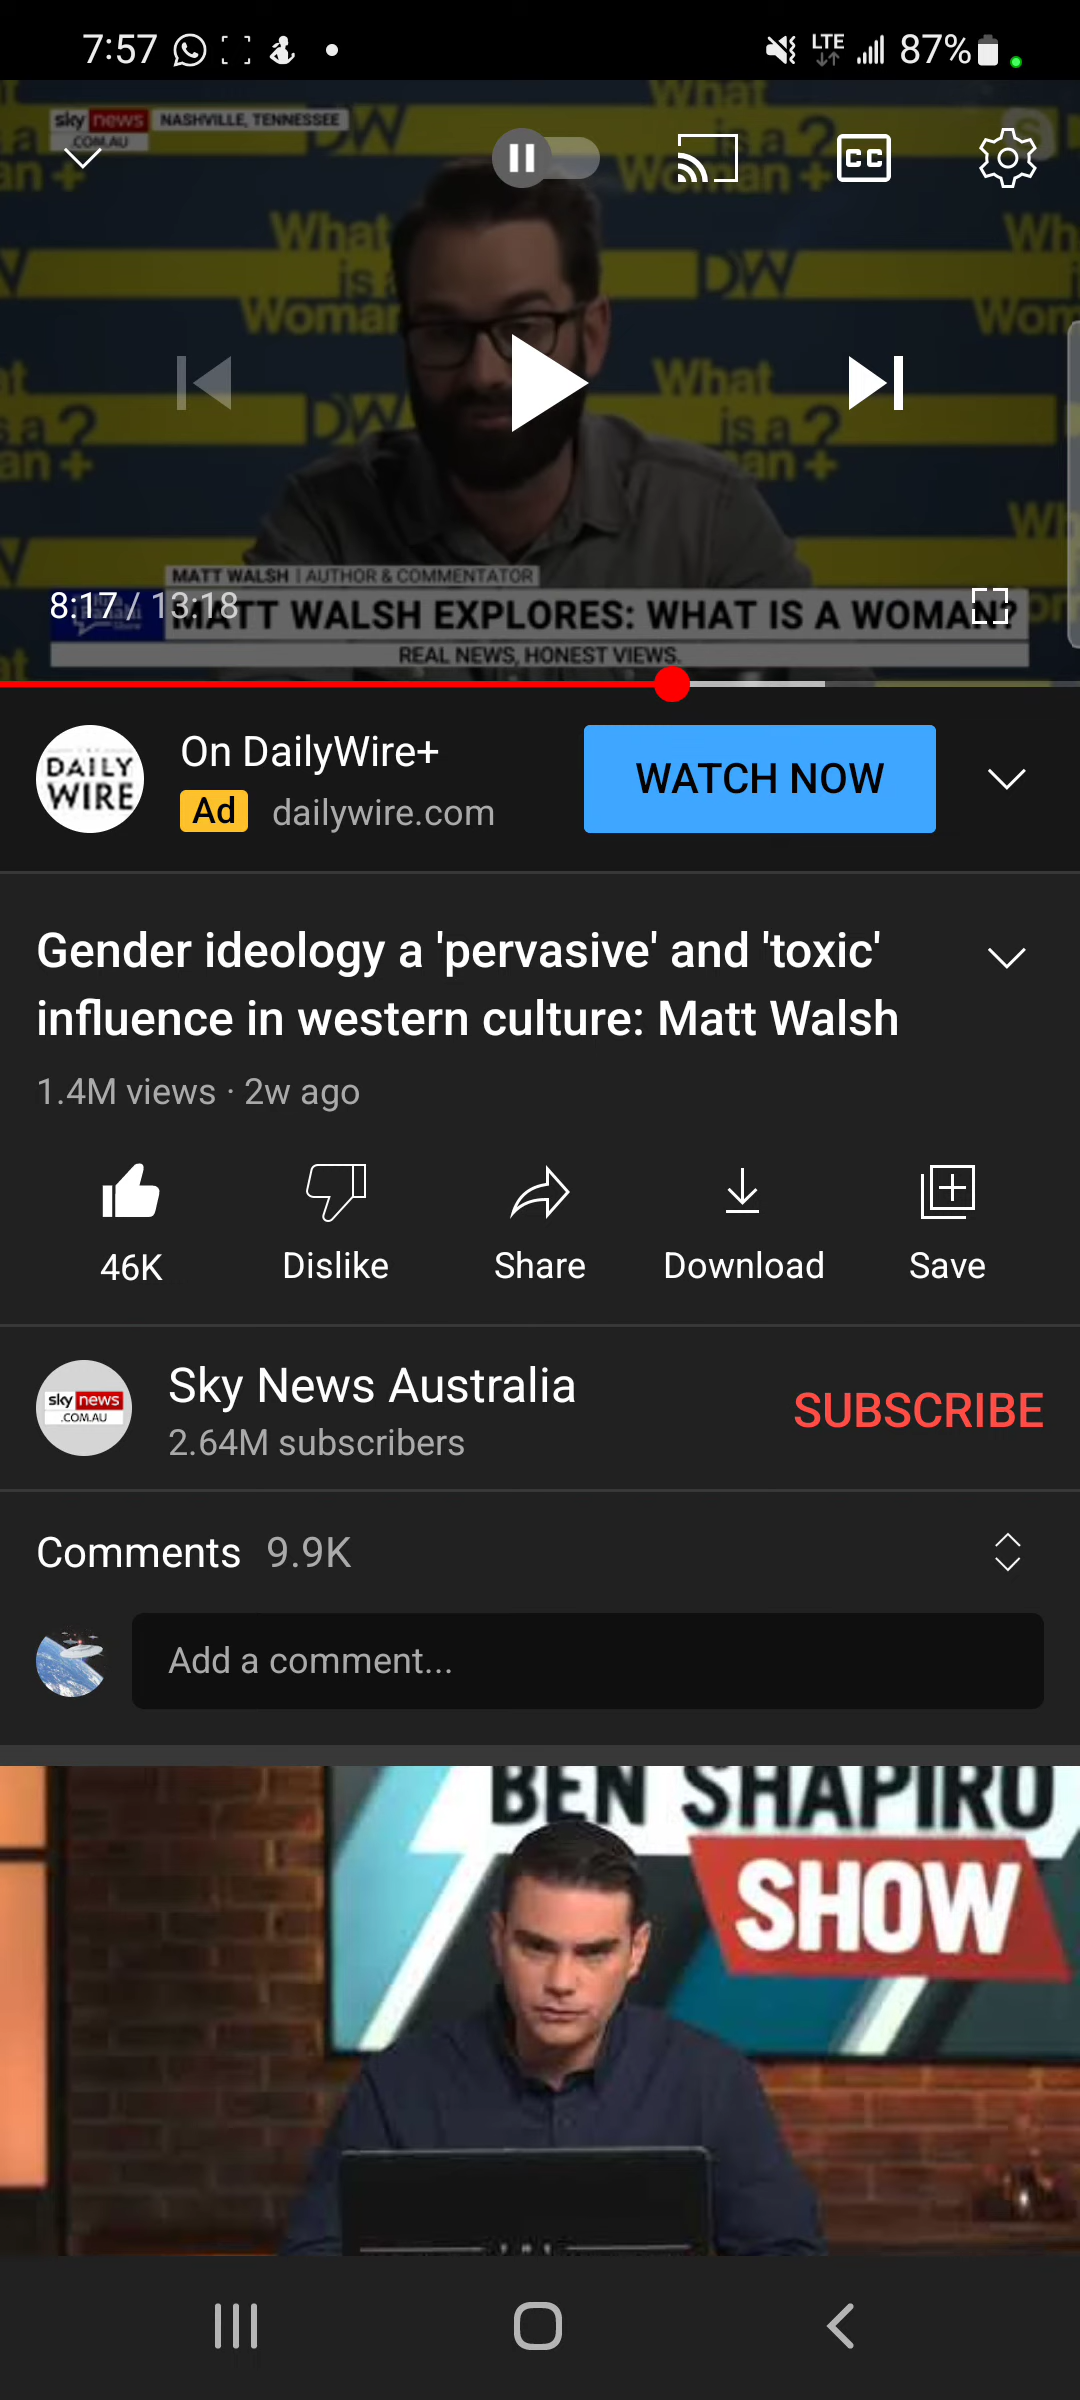 7:57
LTE
87%
sky news
.COM.AU
NASHVILLE, TENNESSEE
What
is a ?
Woman +
DW
CC
MATT WALSH | AUTHOR & COMMENTATOR
8:17 / 13:18
MATT WALSH EXPLORES: WHAT IS A WOMAN?
REAL NEWS, HONEST VIEWS.
DAILY
WIRE
On DailyWire+
Ad dailywire.com
WATCH NOW
Gender ideology a 'pervasive' and 'toxic'
influence in western culture: Matt Walsh
1.4M views · 2w ago
46K
Dislike
Share
Download
Save
sky news
.COM.AU
Sky News Australia
2.64M subscribers
SUBSCRIBE
Comments 9.9K
Add a comment...
BEN SHAPIRO
SHOW